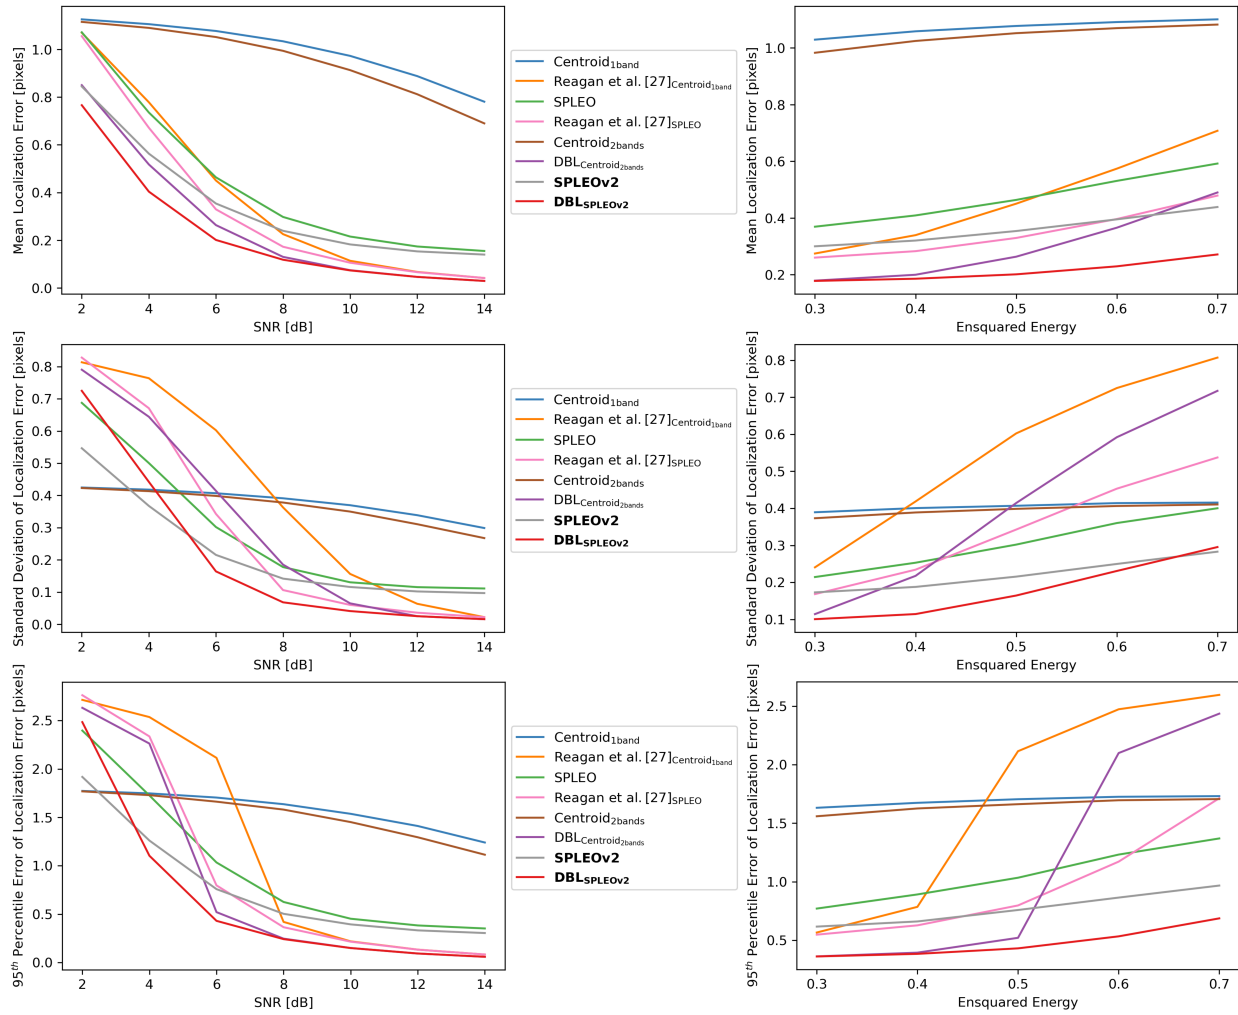 Mean Localization Error [pixels]
1.0
0.8
0.6
0.4
0.2
0.0
2 4 6 8 10 12 14
SNR [dB]
Centroid1band
Reagan et al. [27]Centroid1band
SPLEO
Reagan et al. [27]SPLEO
Centroid2bands
DBLCentroid2bands
SPLEOv2
DBLSPLEOv2
Mean Localization Error [pixels]
1.0
0.8
0.6
0.4
0.2
0.3 0.4 0.5 0.6 0.7
Ensquared Energy
Standard Deviation of Localization Error [pixels]
0.8
0.7
0.6
0.5
0.4
0.3
0.2
0.1
0.0
2 4 6 8 10 12 14
SNR [dB]
Centroid1band
Reagan et al. [27]Centroid1band
SPLEO
Reagan et al. [27]SPLEO
Centroid2bands
DBLCentroid2bands
SPLEOv2
DBLSPLEOv2
Standard Deviation of Localization Error [pixels]
0.8
0.7
0.6
0.5
0.4
0.3
0.2
0.1
0.3 0.4 0.5 0.6 0.7
Ensquared Energy
95th Percentile Error of Localization Error [pixels]
2.5
2.0
1.5
1.0
0.5
0.0
2 4 6 8 10 12 14
SNR [dB]
Centroid1band
Reagan et al. [27]Centroid1band
SPLEO
Reagan et al. [27]SPLEO
Centroid2bands
DBLCentroid2bands
SPLEOv2
DBLSPLEOv2
95th Percentile Error of Localization Error [pixels]
2.5
2.0
1.5
1.0
0.5
0.3 0.4 0.5 0.6 0.7
Ensquared Energy